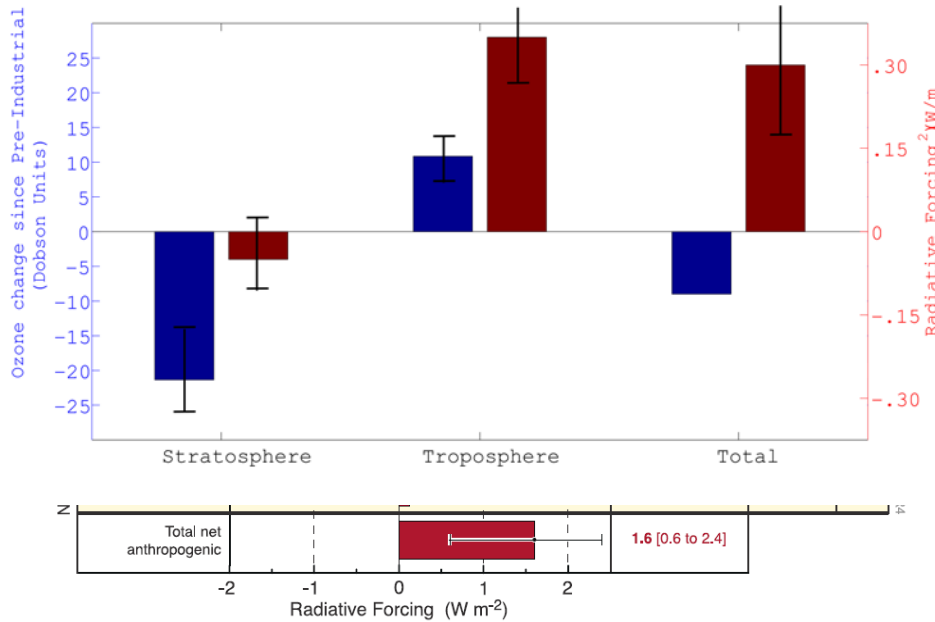 Ozone change since Pre-Industrial
(Dobson Units)
25
20
15
10
5
0
−5
−10
−15
−20
−25
.30
.15
0
−.15
−.30
Radiative Forcing
Stratosphere Troposphere Total
N
Total net
anthropogenic
1.6 [0.6 to 2.4]
-2 -1 0 1 2
Radiative Forcing (W m-2)